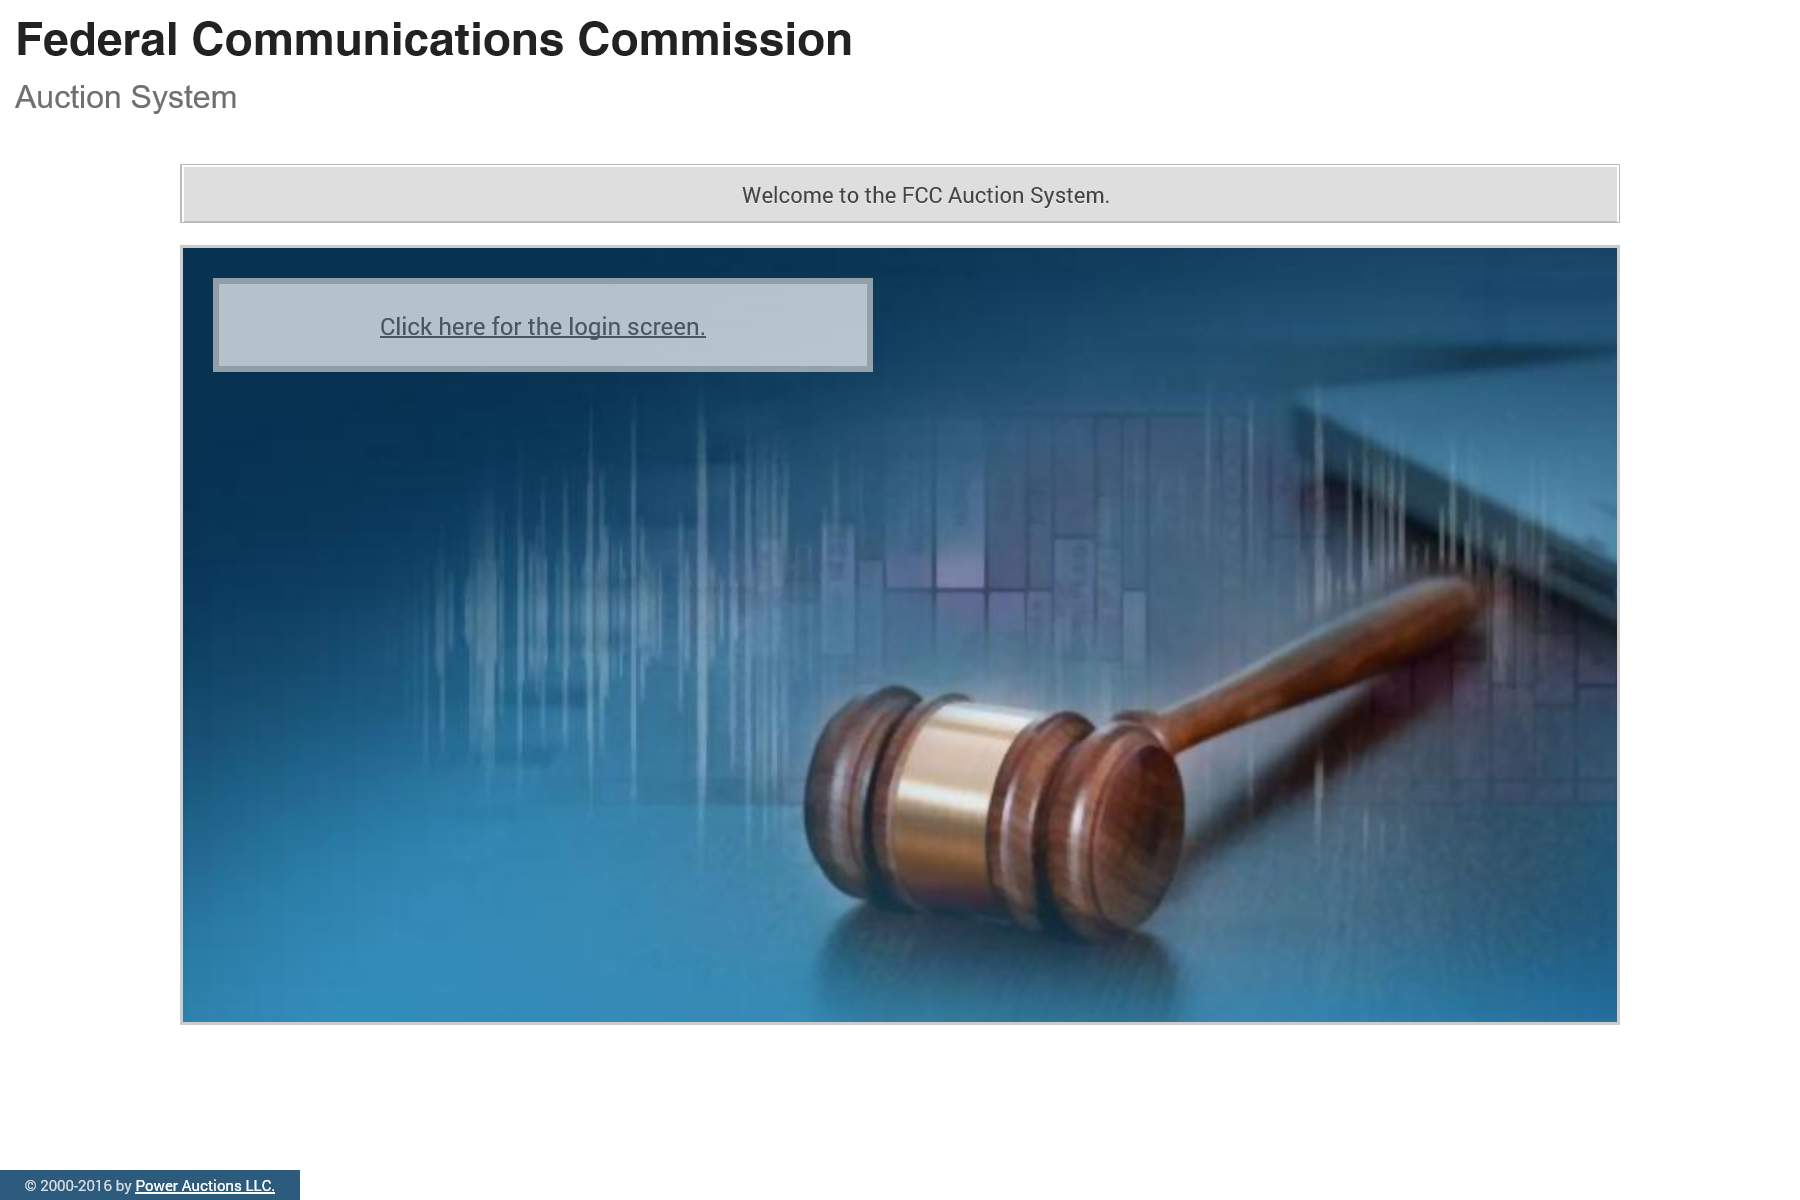 Federal Communications Commission
Auction System
Welcome to the FCC Auction System.
Click here for the login screen.
© 2000-2016 by Power Auctions LLC.